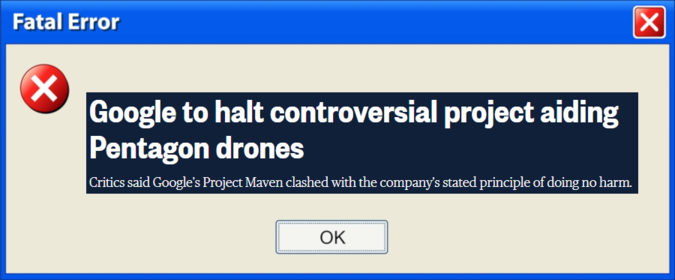 Fatal Error
Google to halt controversial project aiding
Pentagon drones
Critics said Google's Project Maven clashed with the company's stated principle of doing no harm.
OK